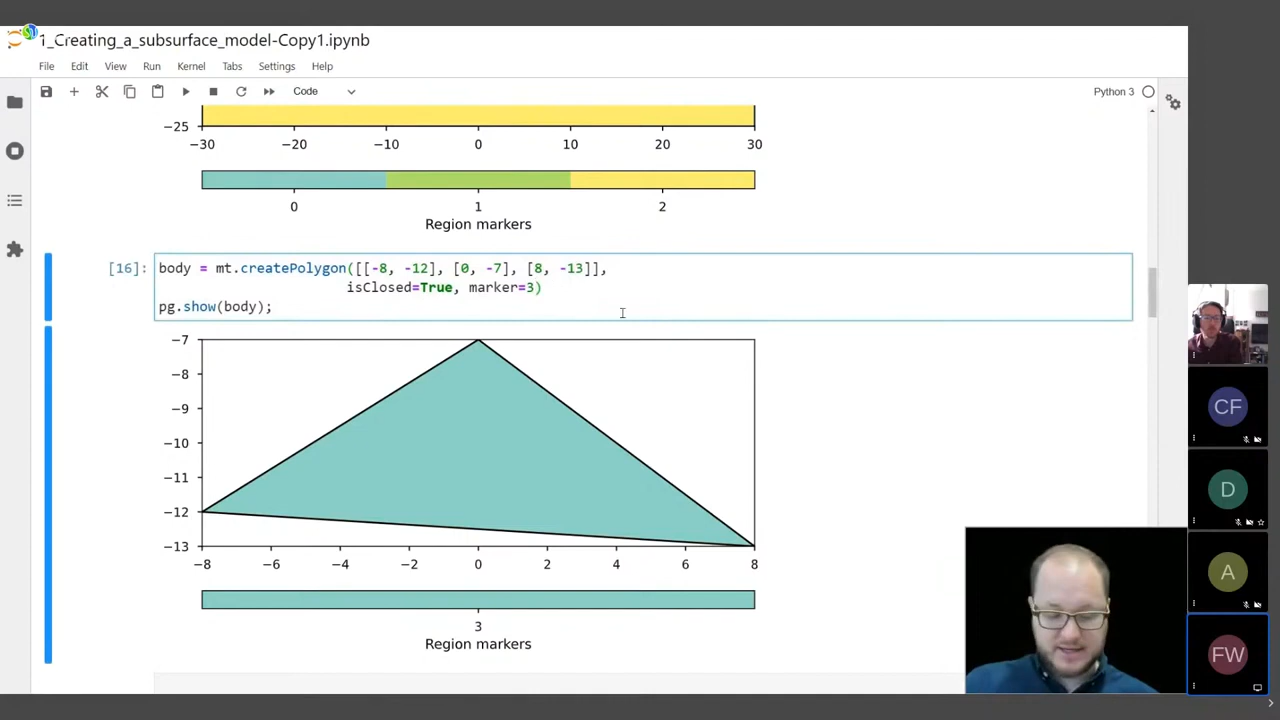 1_Creating_a_subsurface_model-Copy1.ipynb
File Edit View Run Kernel Tabs Settings Help
Code
Python 3
−25
−30 −20 −10 0 10 20 30
0 1 2
Region markers
[16]: body = mt.createPolygon([[-8, -12], [0, -7], [8, -13]],
isClosed=True, marker=3)
pg.show(body);
−7
−8
−9
−10
−11
−12
−13
−8 −6 −4 −2 0 2 4 6 8
3
Region markers
CF
D
A
FW